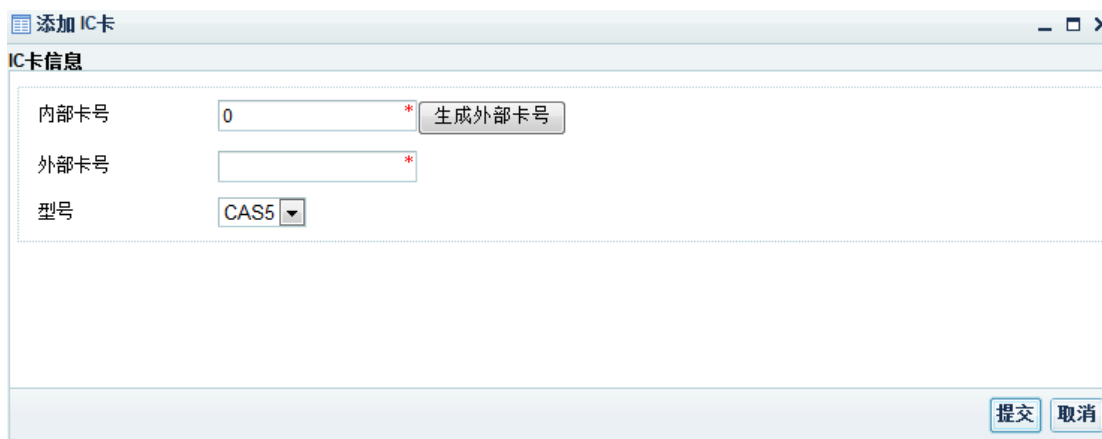 添加 IC卡
IC卡信息
内部卡号 0 * 生成外部卡号
外部卡号 *
型号 CAS5
提交 取消